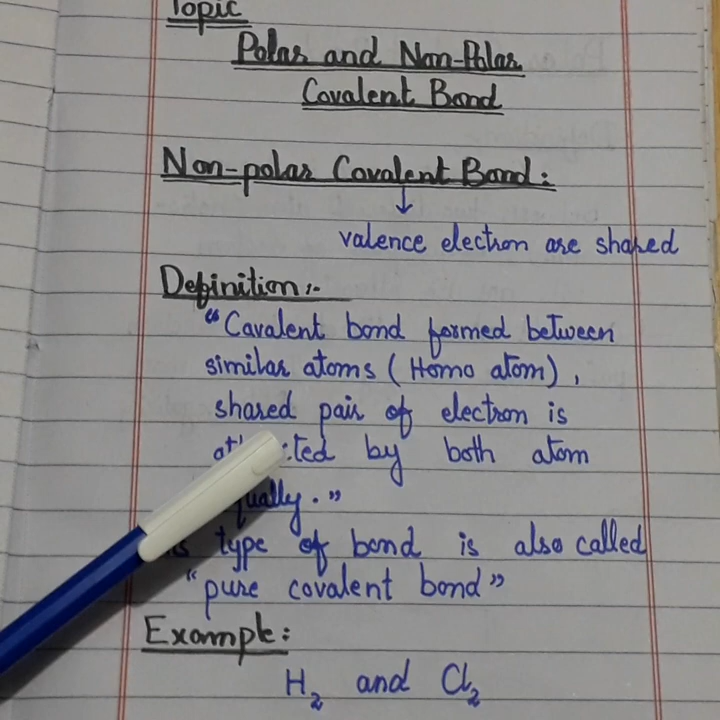 Topic
Polar and Non-Polar
Covalent Bond
Non-polar Covalent Bond:
valence electron are shared
Definition:-
"Covalent bond formed between
similar atoms (Homo atom),
shared pair of electron is
by both atom
type of bond is also called
"pure covalent bond"
Example:
H₂ and Cl₂